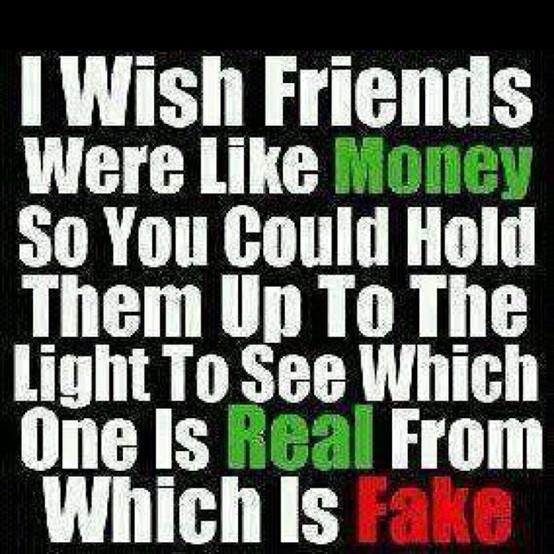 I Wish Friends
Were Like Money
So You Could Hold
Them Up To The
Light To See Which
One Is Real From
Which Is Fake